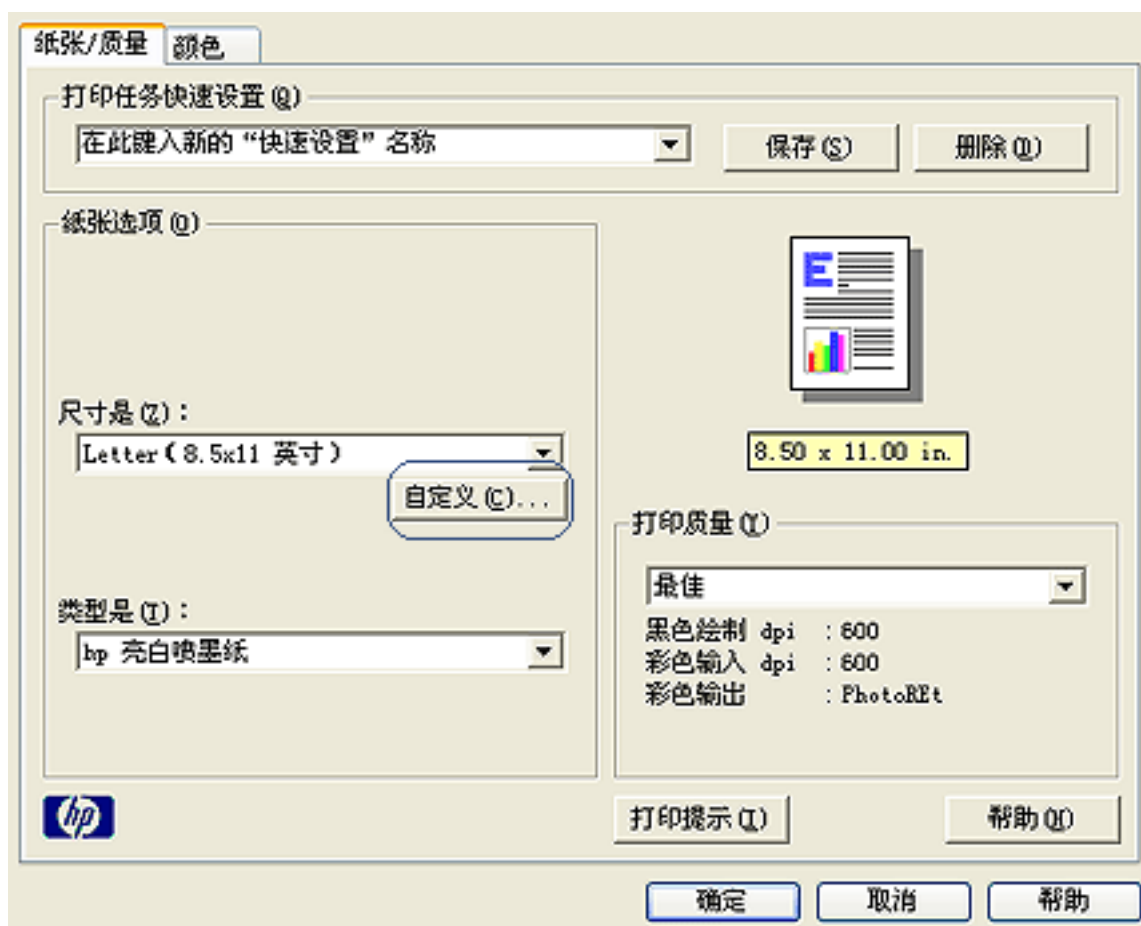 纸张/质量 颜色
打印任务快速设置(Q)
在此键入新的“快速设置”名称
保存(S) 删除(D)
纸张选项(O)
E
尺寸是(Z):
Letter(8.5x11 英寸)
8.50 x 11.00 in.
自定义(C)...
打印质量(Y)
最佳
类型是(T):
hp 亮白喷墨纸
黑色绘制 dpi :600
彩色输入 dpi :600
彩色输出 :PhotoREt
hp
打印提示(I) 帮助(H)
确定 取消 帮助